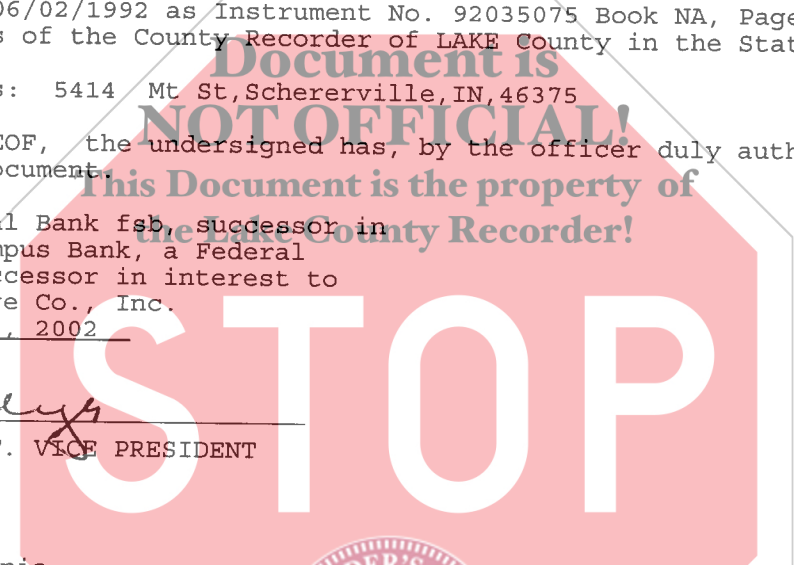 06/02/1992 as Instrument No. 92035075 Book NA, Page
s of the County Recorder of LAKE County in the Stat
Document is
s: 5414 Mt St,Schererville,IN,46375
NOT OFFICIAL!
EOF, the undersigned has, by the officer duly auth
ocument.
This Document is the property of
al Bank fsb, successor in
the Lake County Recorder!
mpus Bank, a Federal
ccessor in interest to
e Co., Inc.
, 2002
STOP
. VICE PRESIDENT